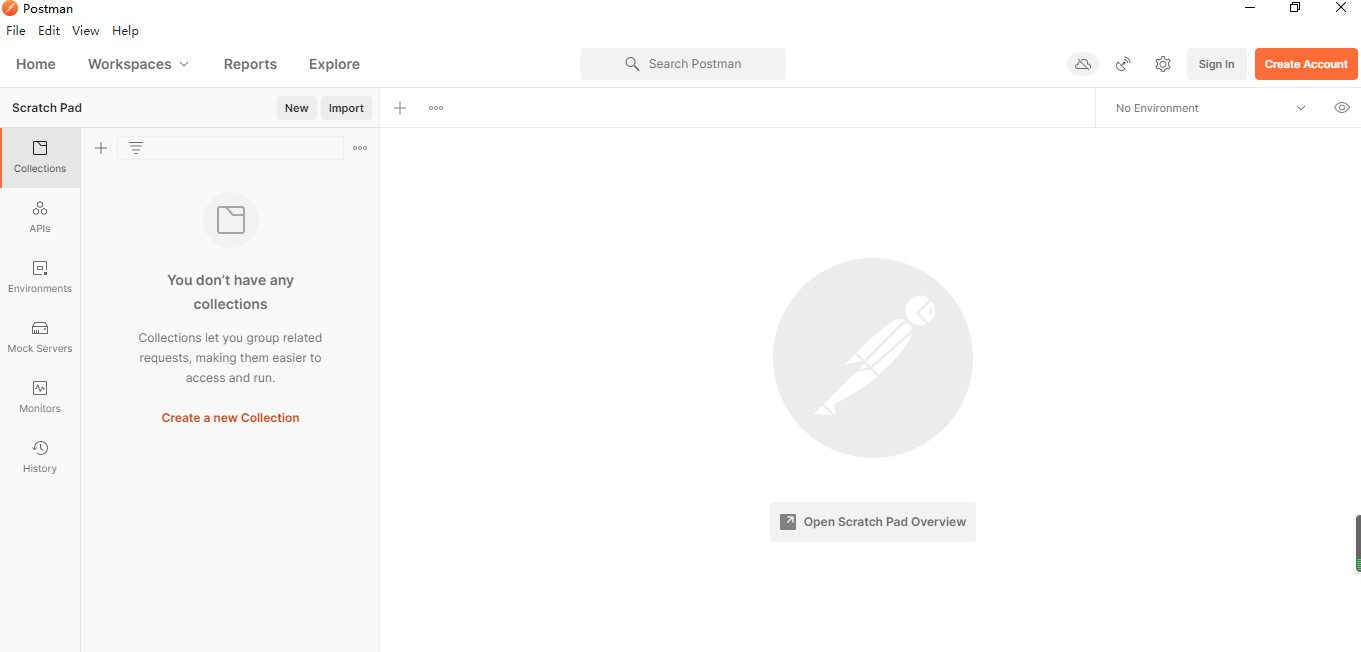 Postman
File Edit View Help
Home Workspaces Reports Explore Search Postman Sign In Create Account
Scratch Pad New Import No Environment
Collections
APIs
Environments
Mock Servers
Monitors
History
You don't have any
collections
Collections let you group related
requests, making them easier to
access and run.
Create a new Collection
Open Scratch Pad Overview